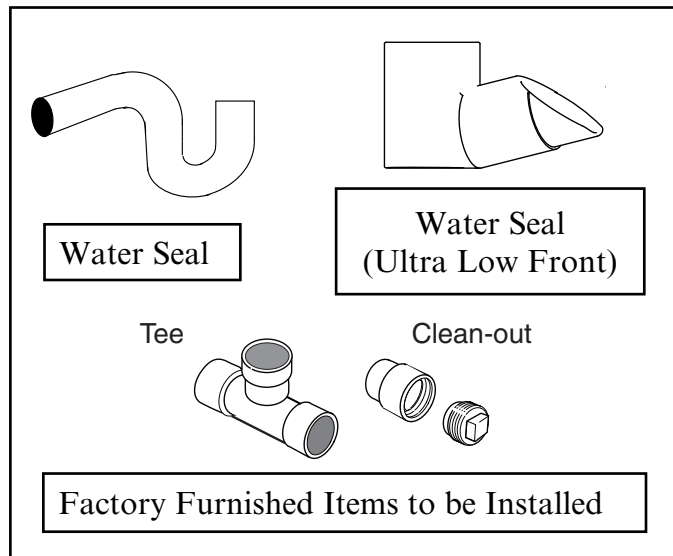 Water Seal
Water Seal
(Ultra Low Front)
Tee
Clean-out
Factory Furnished Items to be Installed